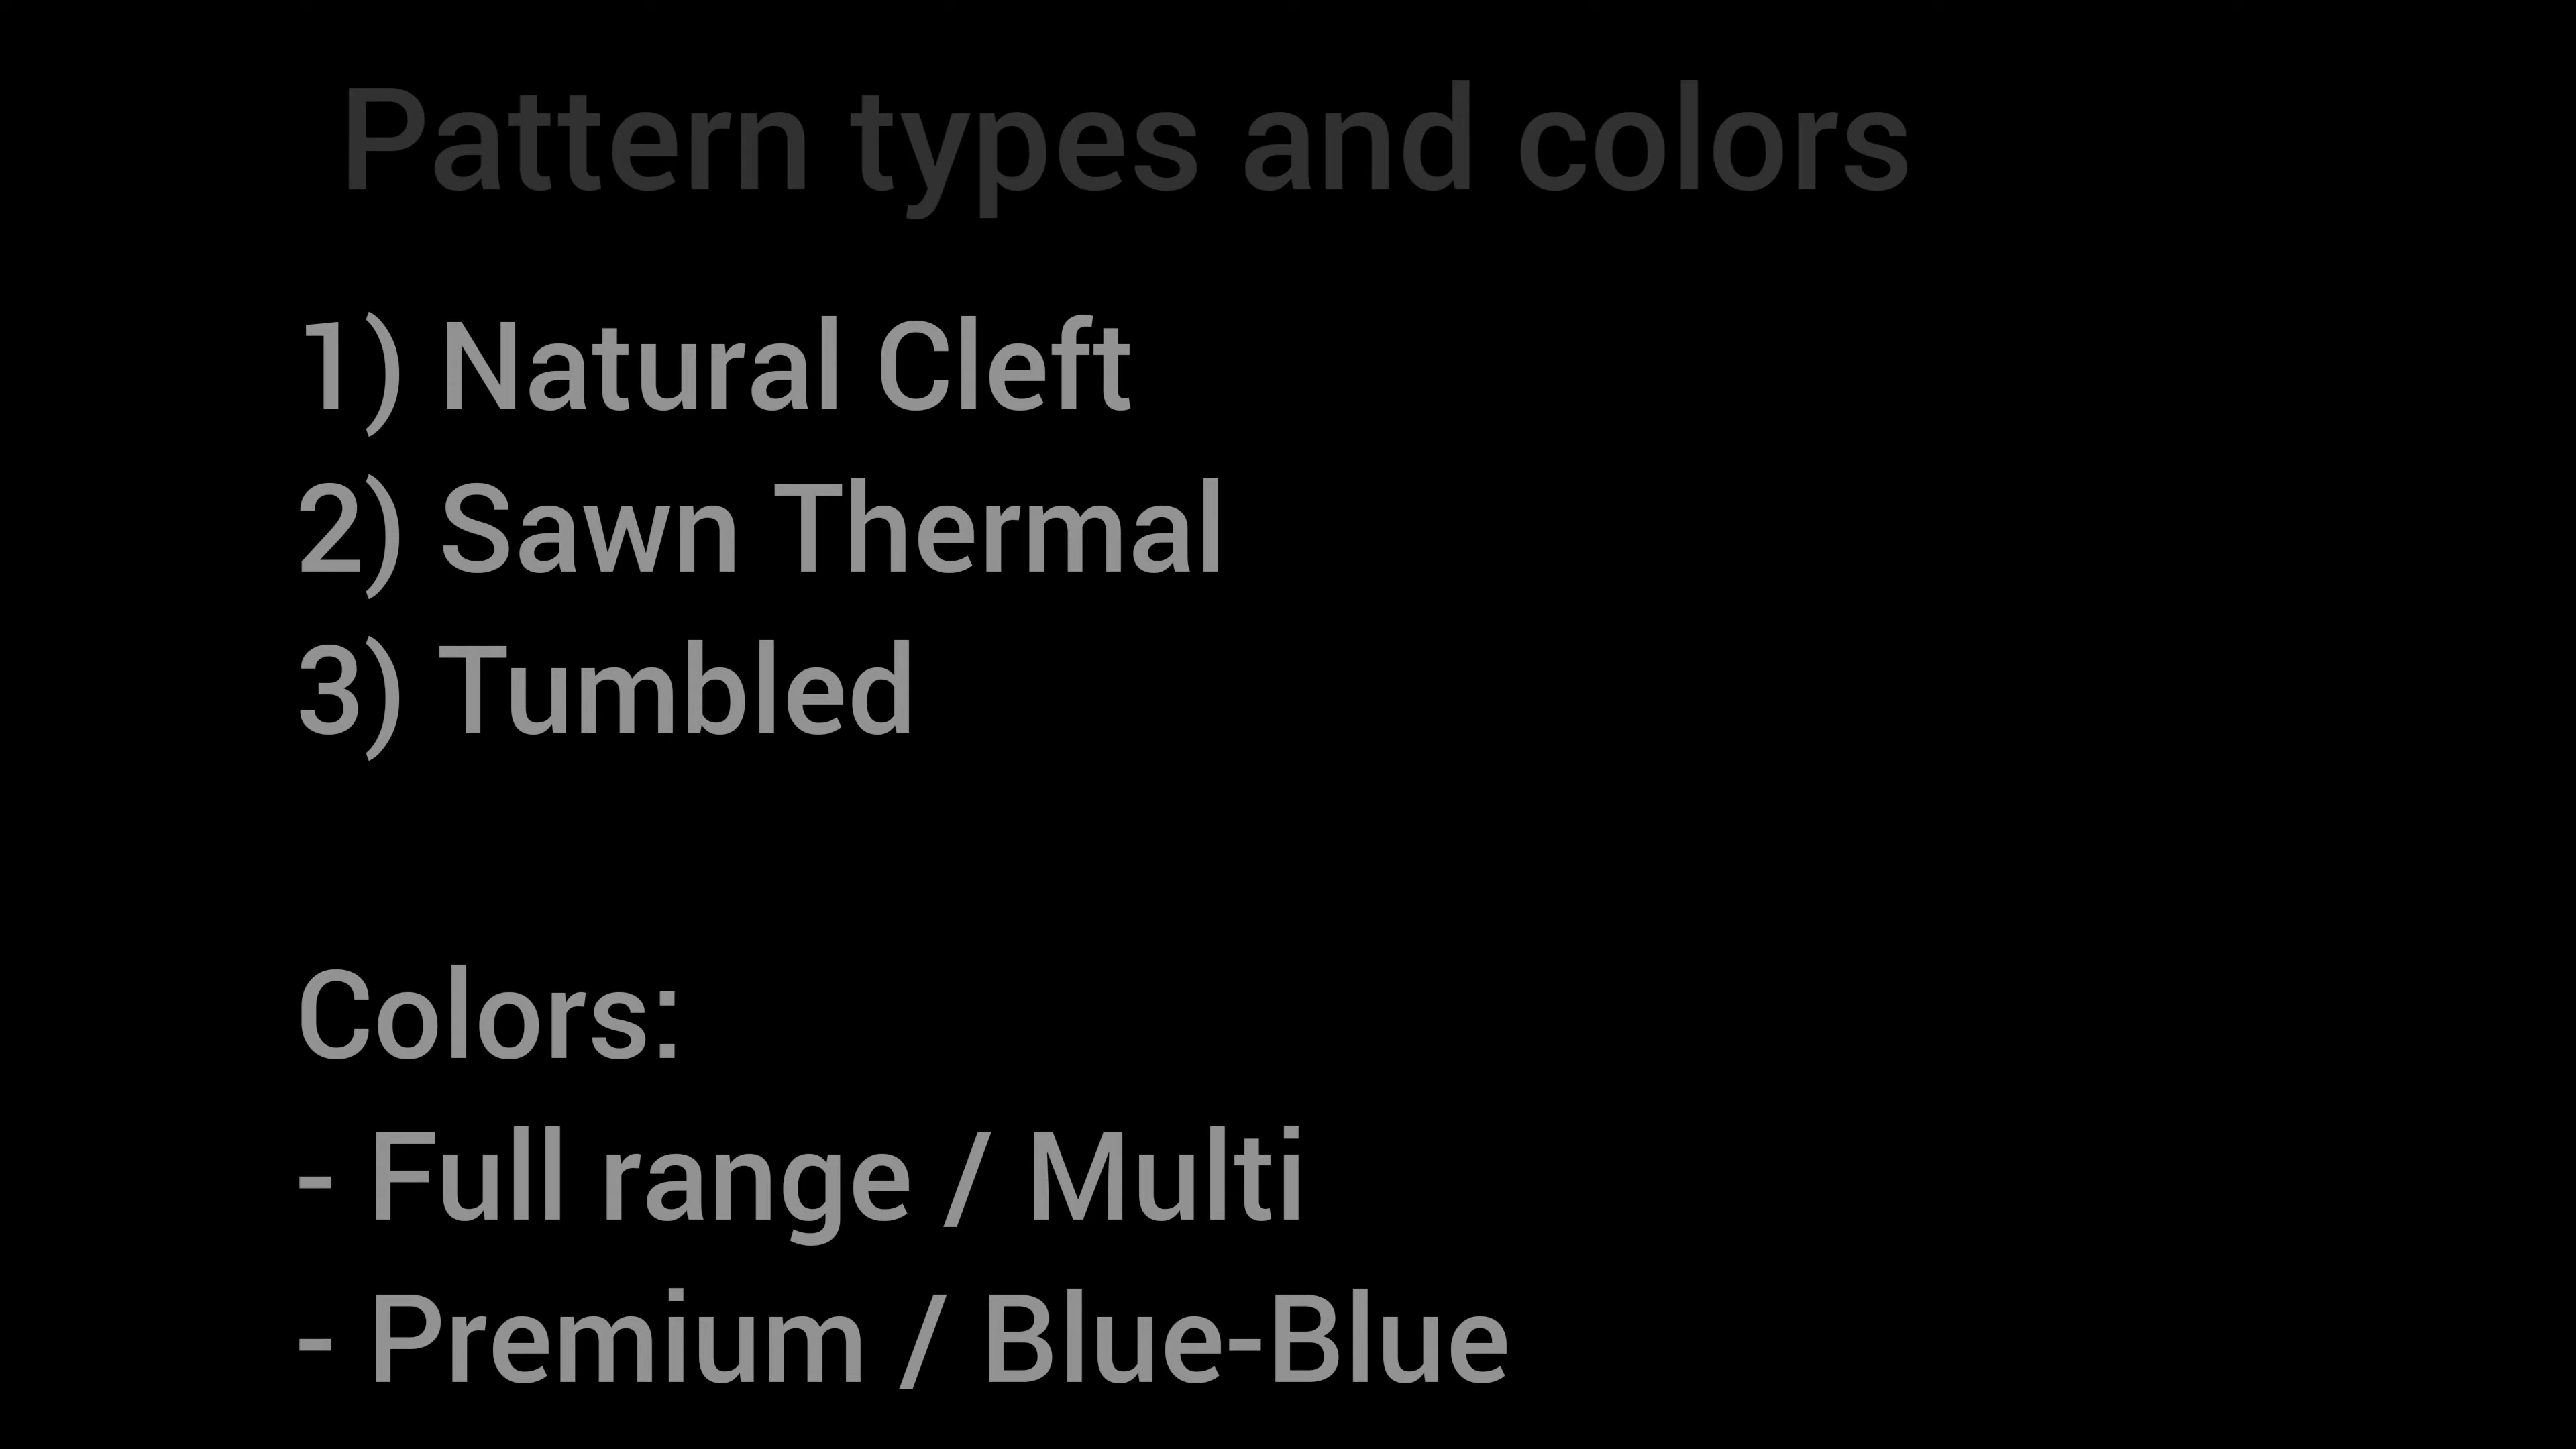 Pattern types and colors
1) Natural Cleft
2) Sawn Thermal
3) Tumbled
Colors:
- Full range / Multi
- Premium / Blue-Blue